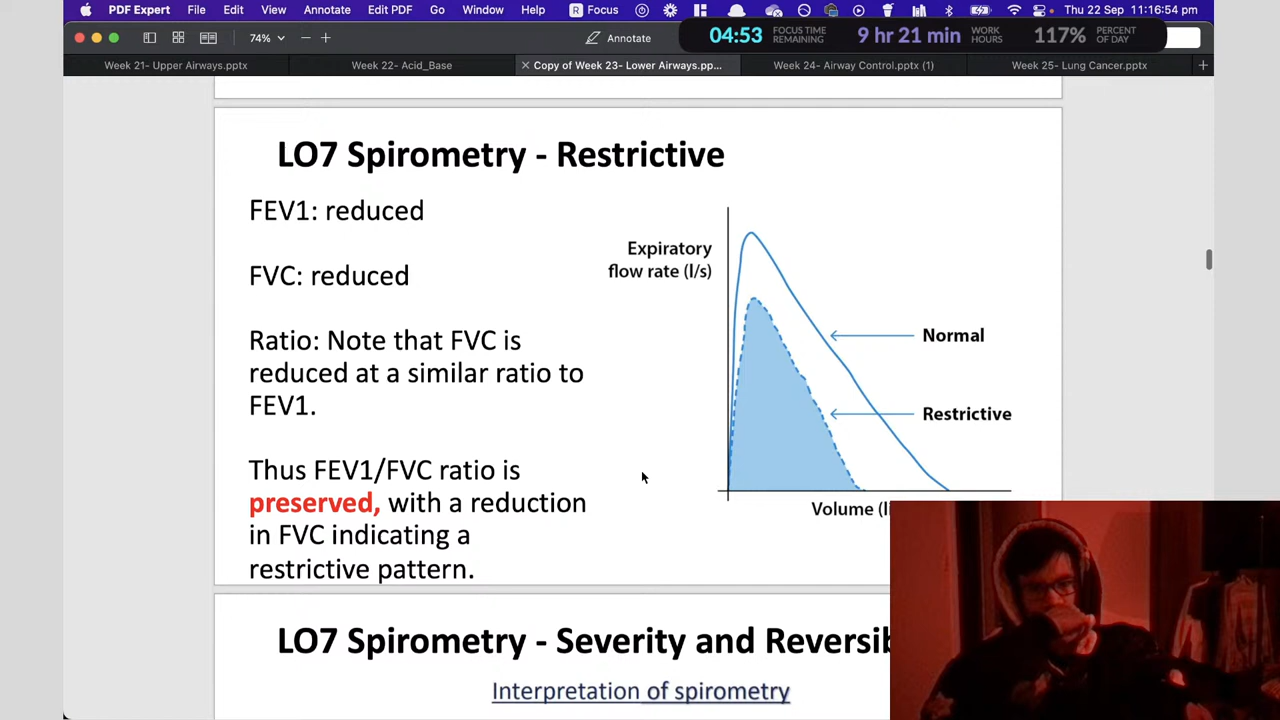 PDF Expert File Edit View Annotate Edit PDF Go Window Help Focus Thu 22 Sep 11:16:54 pm
74% Annotate 04:53 FOCUS TIME REMAINING 9 hr 21 min WORK HOURS 117% PERCENT OF DAY
Week 21- Upper Airways.pptx Week 22- Acid_Base Copy of Week 23- Lower Airways.pp... Week 24- Airway Control.pptx (1) Week 25- Lung Cancer.pptx
LO7 Spirometry - Restrictive
FEV1: reduced
FVC: reduced
Ratio: Note that FVC is
reduced at a similar ratio to
FEV1.
Thus FEV1/FVC ratio is
preserved, with a reduction
in FVC indicating a
restrictive pattern.
Expiratory
flow rate (l/s)
Normal
Restrictive
Volume
LO7 Spirometry - Severity and
Interpretation of spirometry